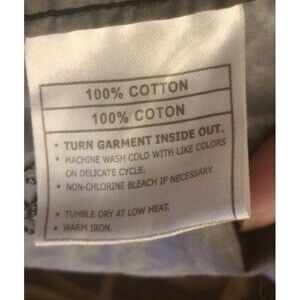 100% COTTON
100% COTON
• TURN GARMENT INSIDE OUT.
• MACHINE WASH COLD WITH LIKE COLORS
ON DELICATE CYCLE.
• NON-CHLORINE BLEACH IF NECESSARY.
• TUMBLE DRY AT LOW HEAT.
• WARM IRON.